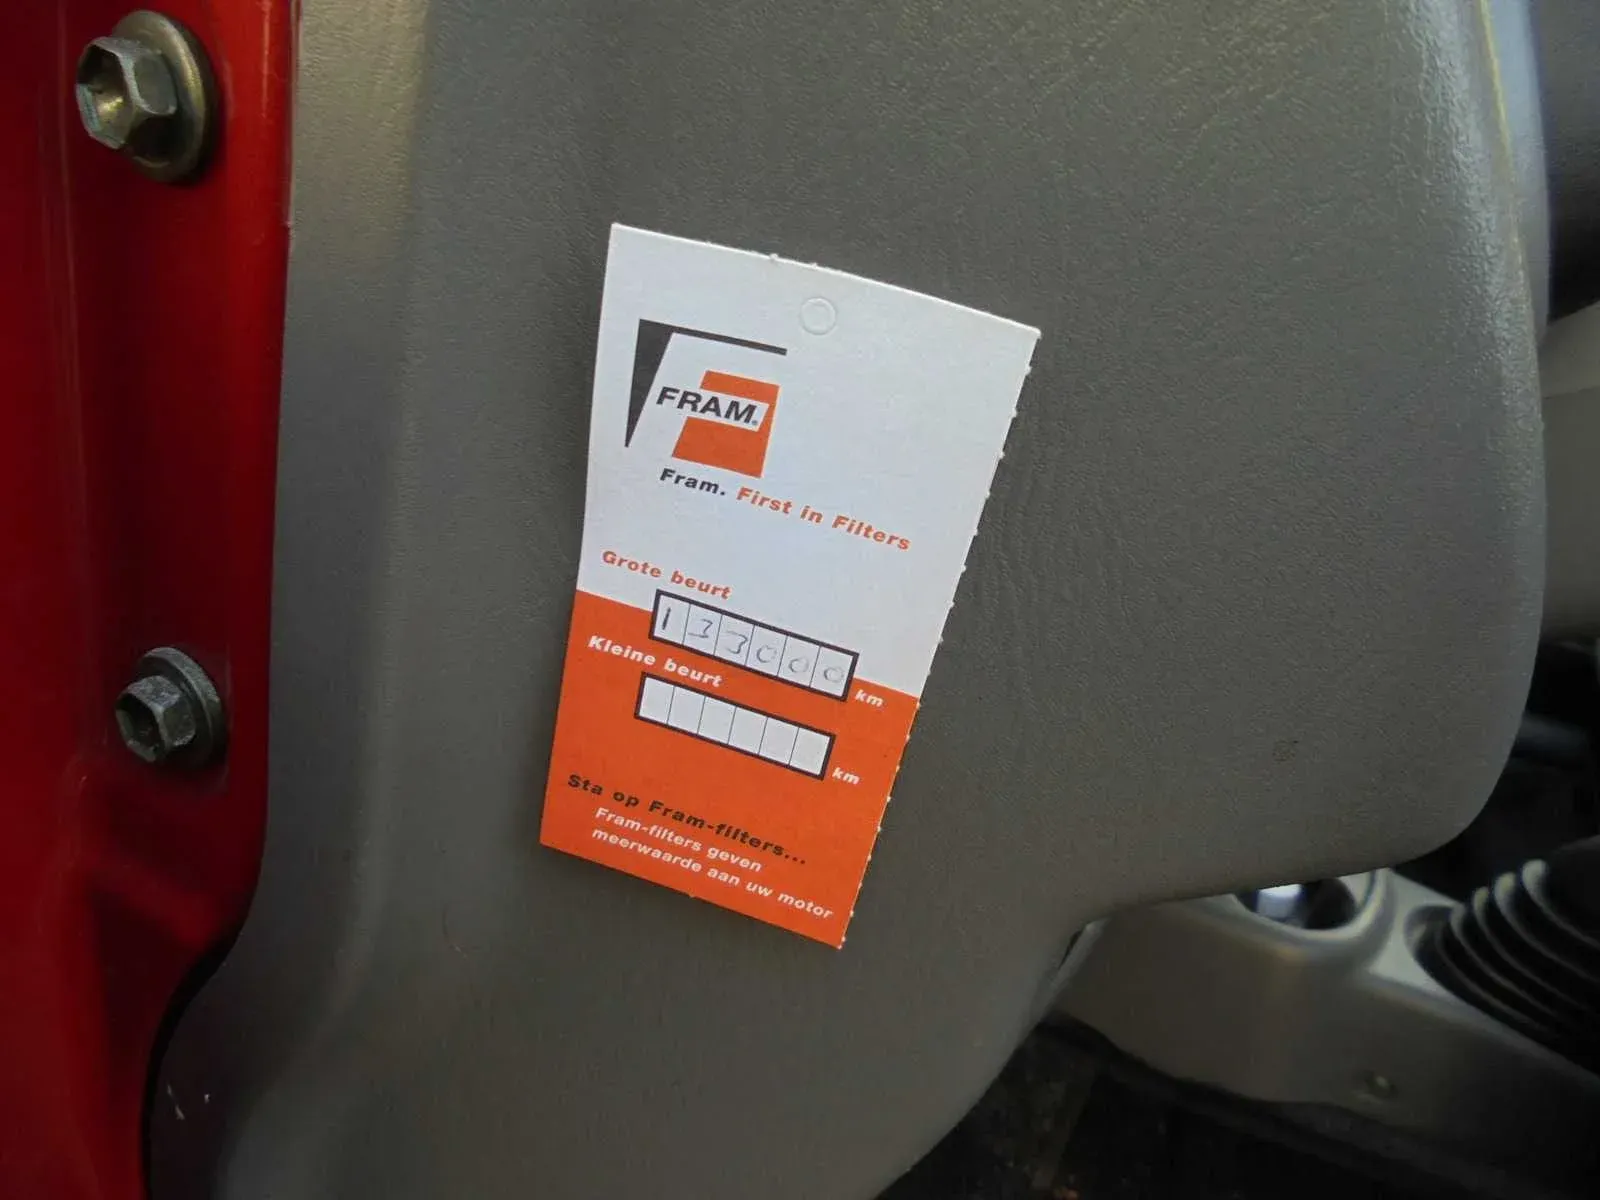 FRAM.
Fram. First in Filters
Grote beurt
133000 km
Kleine beurt
km
Sta op Fram-filters...
Fram-filters geven
meerwaarde aan uw motor